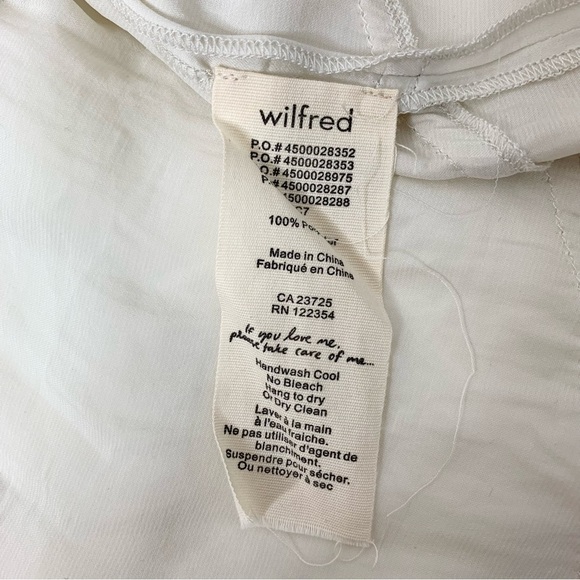 wilfred
P.O.# 4500028352
P.O.# 4500028353
P.O.# 4500028975
4500028287
4500028288
100%
Made in China
Fabriqué en Chine
CA 23725
RN 122354
If you love me,
please take care of me...
Handwash Cool
No Bleach
Hang to dry
Or Dry Clean
Laver à la main
à l'eau fraiche.
Ne pas utiliser d'agent de
blanchiment.
Suspendre pour sécher.
Ou nettoyer à sec